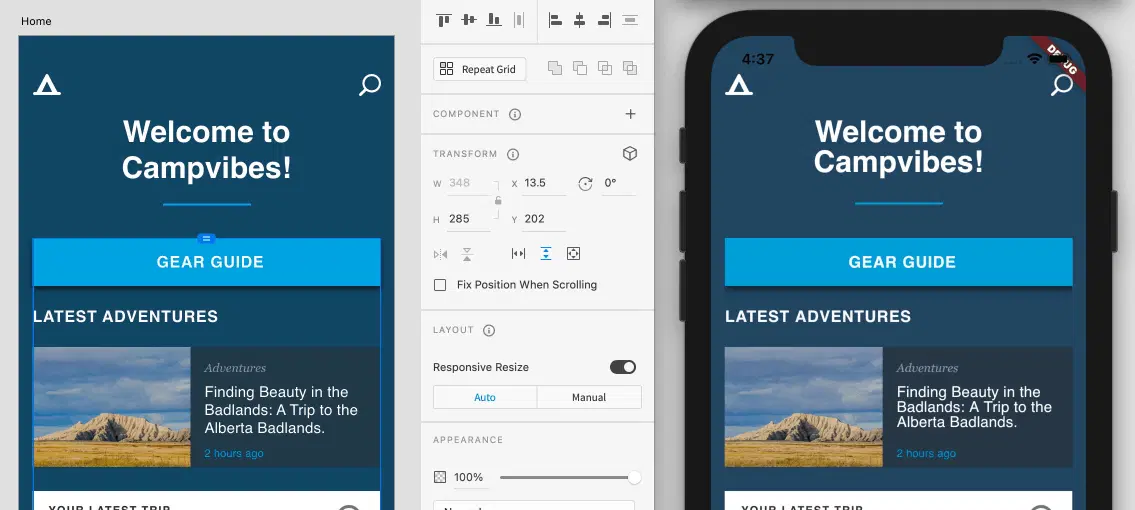 Home
Welcome to
Campvibes!
GEAR GUIDE
LATEST ADVENTURES
Adventures
Finding Beauty in the
Badlands: A Trip to the
Alberta Badlands.
2 hours ago
YOUR LATEST TRIP
Repeat Grid
COMPONENT
TRANSFORM
W 348 X 13.5 0°
H 285 Y 202
Fix Position When Scrolling
LAYOUT
Responsive Resize
Auto Manual
APPEARANCE
100%
4:37
DEBUG
Welcome to
Campvibes!
GEAR GUIDE
LATEST ADVENTURES
Adventures
Finding Beauty in the
Badlands: A Trip to the
Alberta Badlands.
2 hours ago
YOUR LATEST TRIP